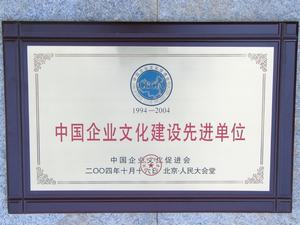 1994—2004
中国企业文化建设先进单位
中国企业文化促进会
二〇〇四年十月十六日 北京·人民大会堂